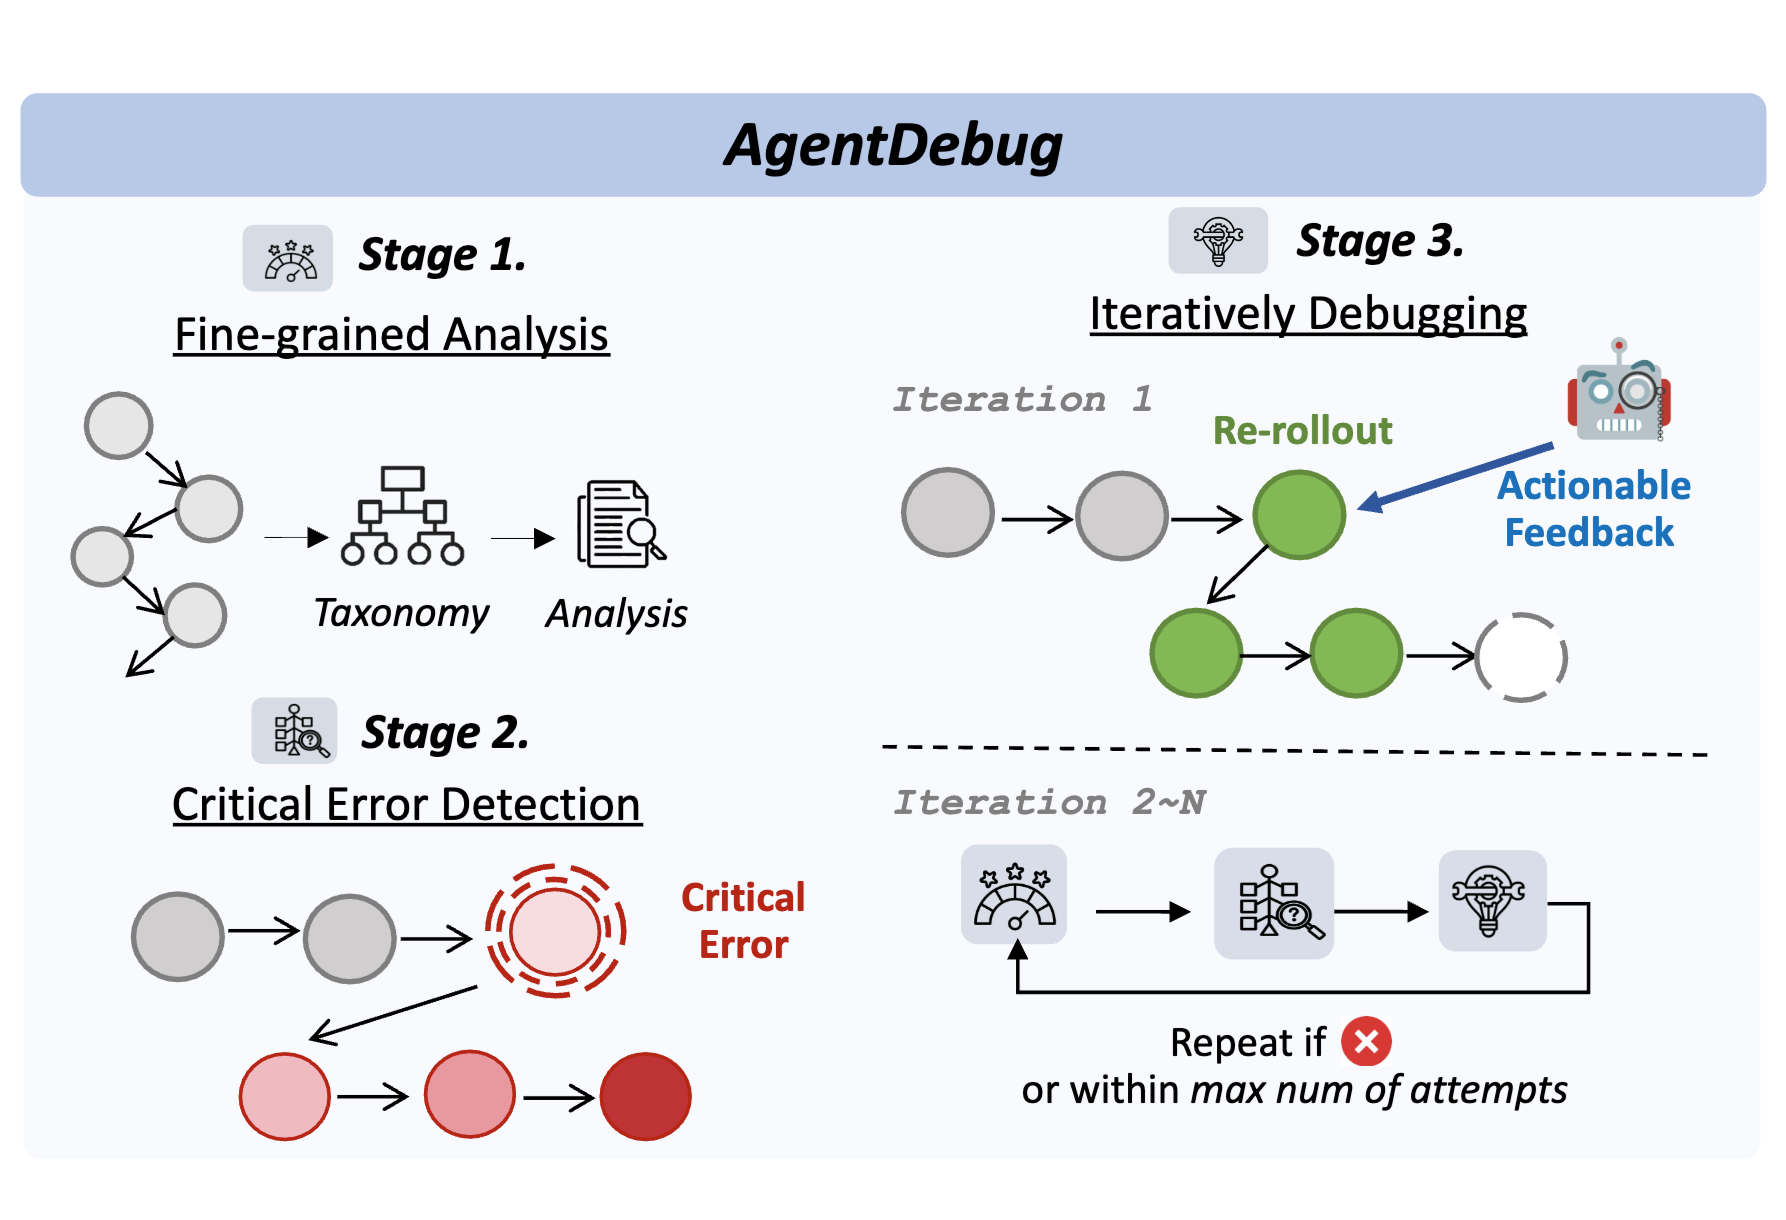 AgentDebug
Stage 1.
Fine-grained Analysis
Taxonomy
Analysis
Stage 2.
Critical Error Detection
Critical
Error
?
Stage 3.
Iteratively Debugging
Iteration 1
Re-rollout
Actionable
Feedback
Iteration 2~N
?
Repeat if
or within max num of attempts